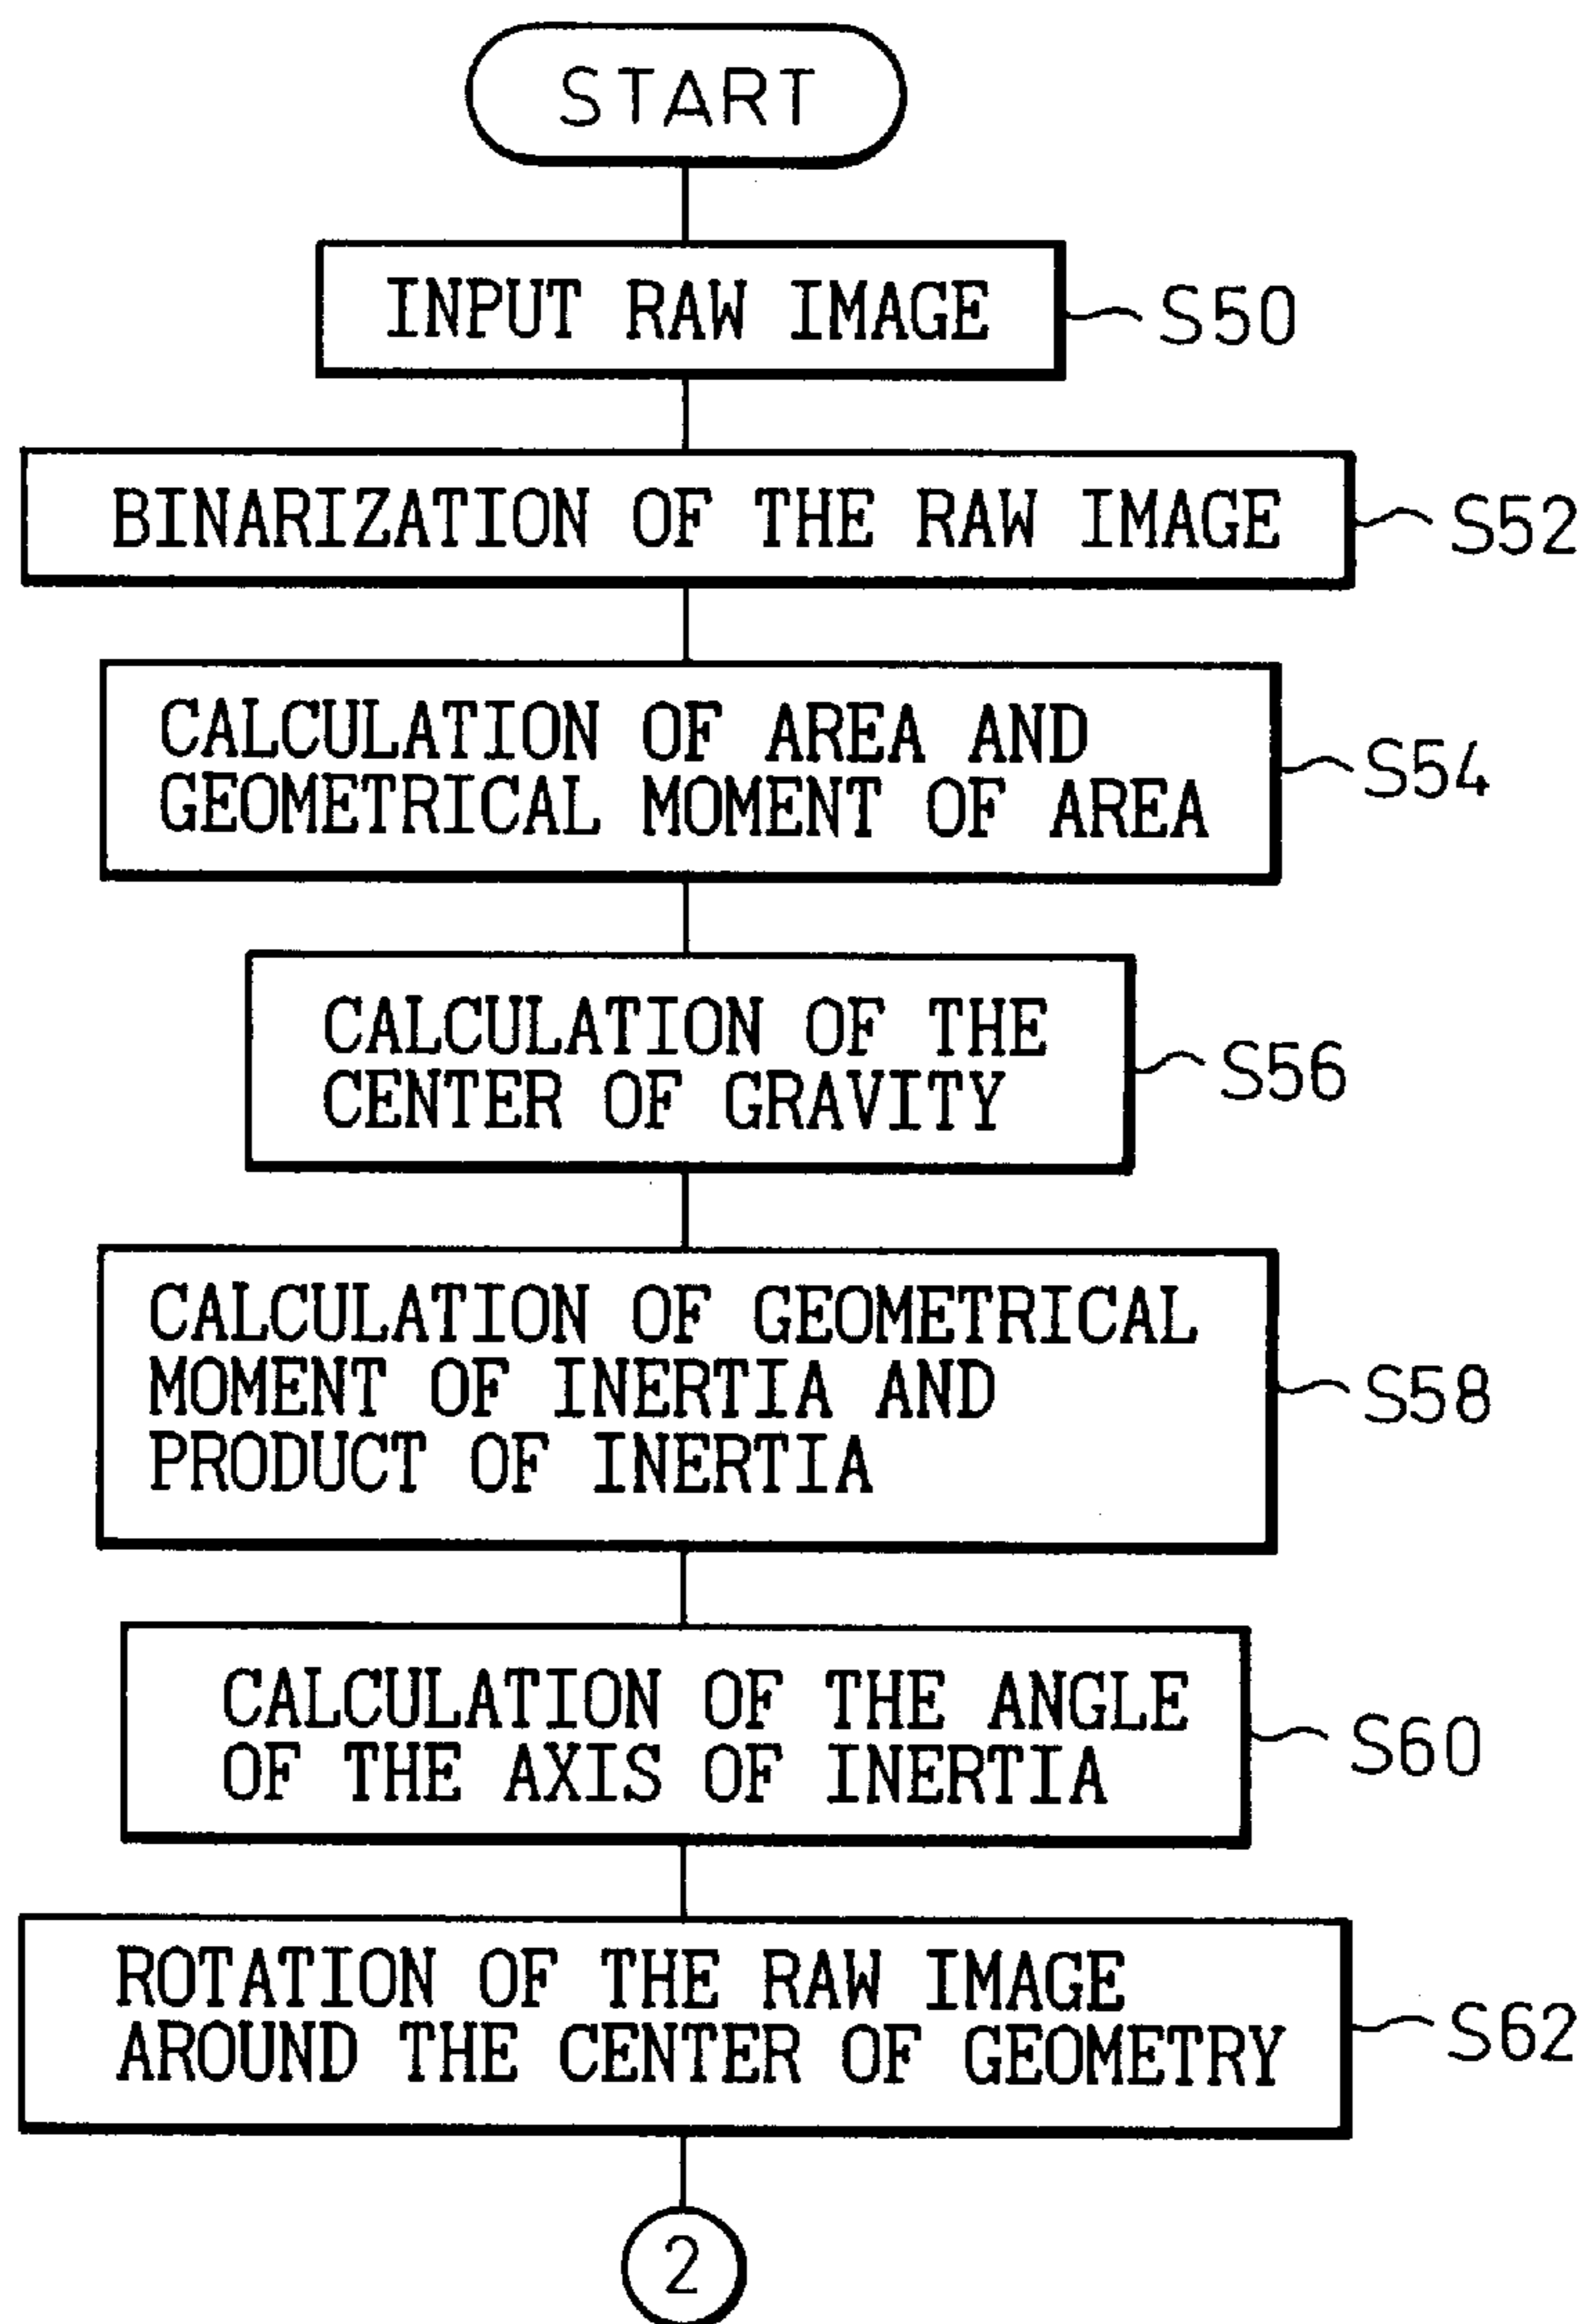 START
INPUT RAW IMAGE
S50
BINARIZATION OF THE RAW IMAGE
S52
CALCULATION OF AREA AND
GEOMETRICAL MOMENT OF AREA
S54
CALCULATION OF THE
CENTER OF GRAVITY
S56
CALCULATION OF GEOMETRICAL
MOMENT OF INERTIA AND
PRODUCT OF INERTIA
S58
CALCULATION OF THE ANGLE
OF THE AXIS OF INERTIA
S60
ROTATION OF THE RAW IMAGE
AROUND THE CENTER OF GEOMETRY
S62
2